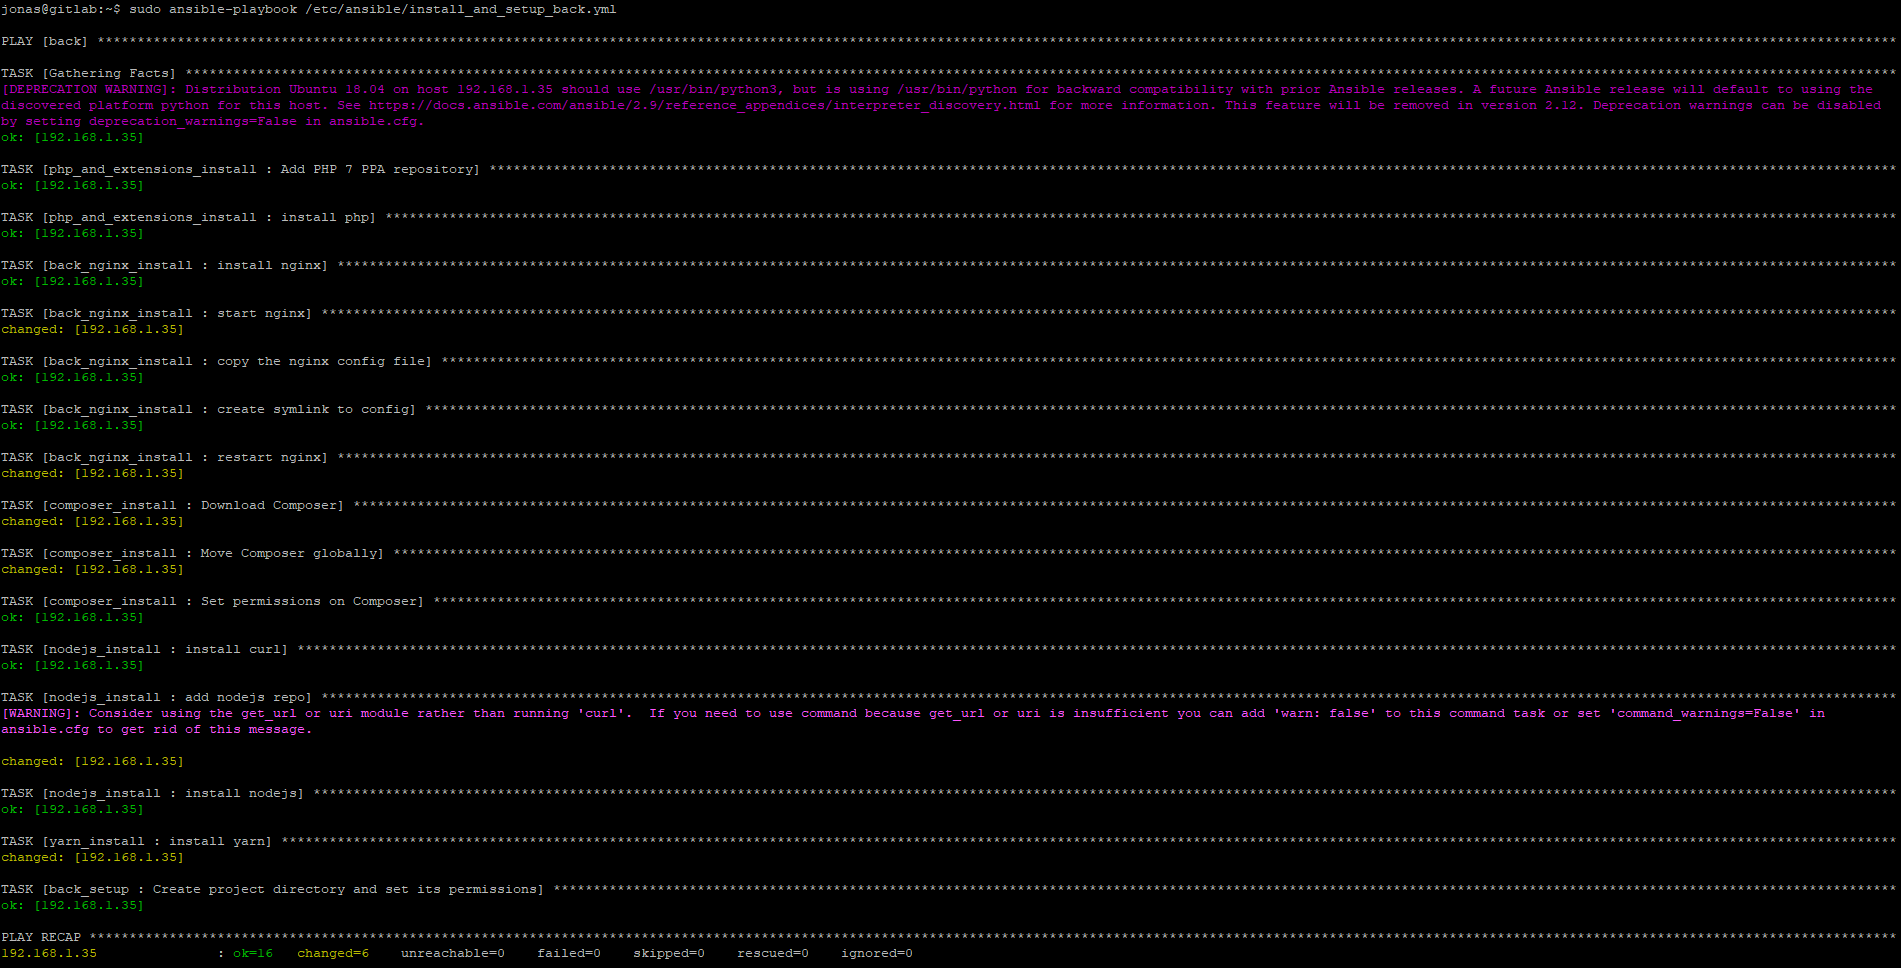 jonas@gitlab:~$ sudo ansible-playbook /etc/ansible/install_and_setup_back.yml
PLAY [back] ****************************************************************
TASK [Gathering Facts] ****************************************************************
[DEPRECATION WARNING]: Distribution Ubuntu 18.04 on host 192.168.1.35 should use /usr/bin/python3, but is using /usr/bin/python for backward compatibility with prior Ansible releases. A future Ansible release will default to using the
discovered platform python for this host. See https://docs.ansible.com/ansible/2.9/reference_appendices/interpreter_discovery.html for more information. This feature will be removed in version 2.12. Deprecation warnings can be disabled
by setting deprecation_warnings=False in ansible.cfg.
ok: [192.168.1.35]
TASK [php_and_extensions_install : Add PHP 7 PPA repository] ****************************************************************
ok: [192.168.1.35]
TASK [php_and_extensions_install : install php] ****************************************************************
ok: [192.168.1.35]
TASK [back_nginx_install : install nginx] ****************************************************************
ok: [192.168.1.35]
TASK [back_nginx_install : start nginx] ****************************************************************
changed: [192.168.1.35]
TASK [back_nginx_install : copy the nginx config file] ****************************************************************
ok: [192.168.1.35]
TASK [back_nginx_install : create symlink to config] ****************************************************************
ok: [192.168.1.35]
TASK [back_nginx_install : restart nginx] ****************************************************************
changed: [192.168.1.35]
TASK [composer_install : Download Composer] ****************************************************************
changed: [192.168.1.35]
TASK [composer_install : Move Composer globally] ****************************************************************
changed: [192.168.1.35]
TASK [composer_install : Set permissions on Composer] ****************************************************************
ok: [192.168.1.35]
TASK [nodejs_install : install curl] ****************************************************************
ok: [192.168.1.35]
TASK [nodejs_install : add nodejs repo] ****************************************************************
[WARNING]: Consider using the get_url or uri module rather than running 'curl'.  If you need to use command because get_url or uri is insufficient you can add 'warn: false' to this command task or set 'command_warnings=False' in
ansible.cfg to get rid of this message.
changed: [192.168.1.35]
TASK [nodejs_install : install nodejs] ****************************************************************
ok: [192.168.1.35]
TASK [yarn_install : install yarn] ****************************************************************
changed: [192.168.1.35]
TASK [back_setup : Create project directory and set its permissions] ****************************************************************
ok: [192.168.1.35]
PLAY RECAP ****************************************************************
192.168.1.35               : ok=16   changed=6    unreachable=0    failed=0    skipped=0    rescued=0    ignored=0